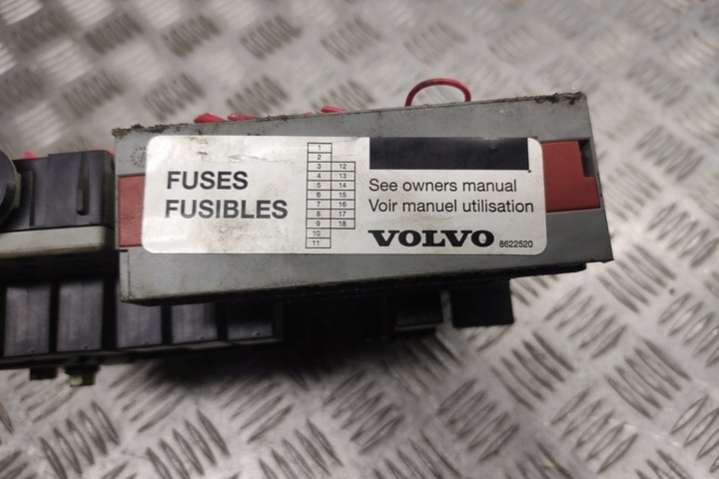 FUSES
FUSIBLES
1
2
3 12
4 13
5 14
6 15
7 16
8 17
9 18
10
11
See owners manual
Voir manuel utilisation
VOLVO 8622520